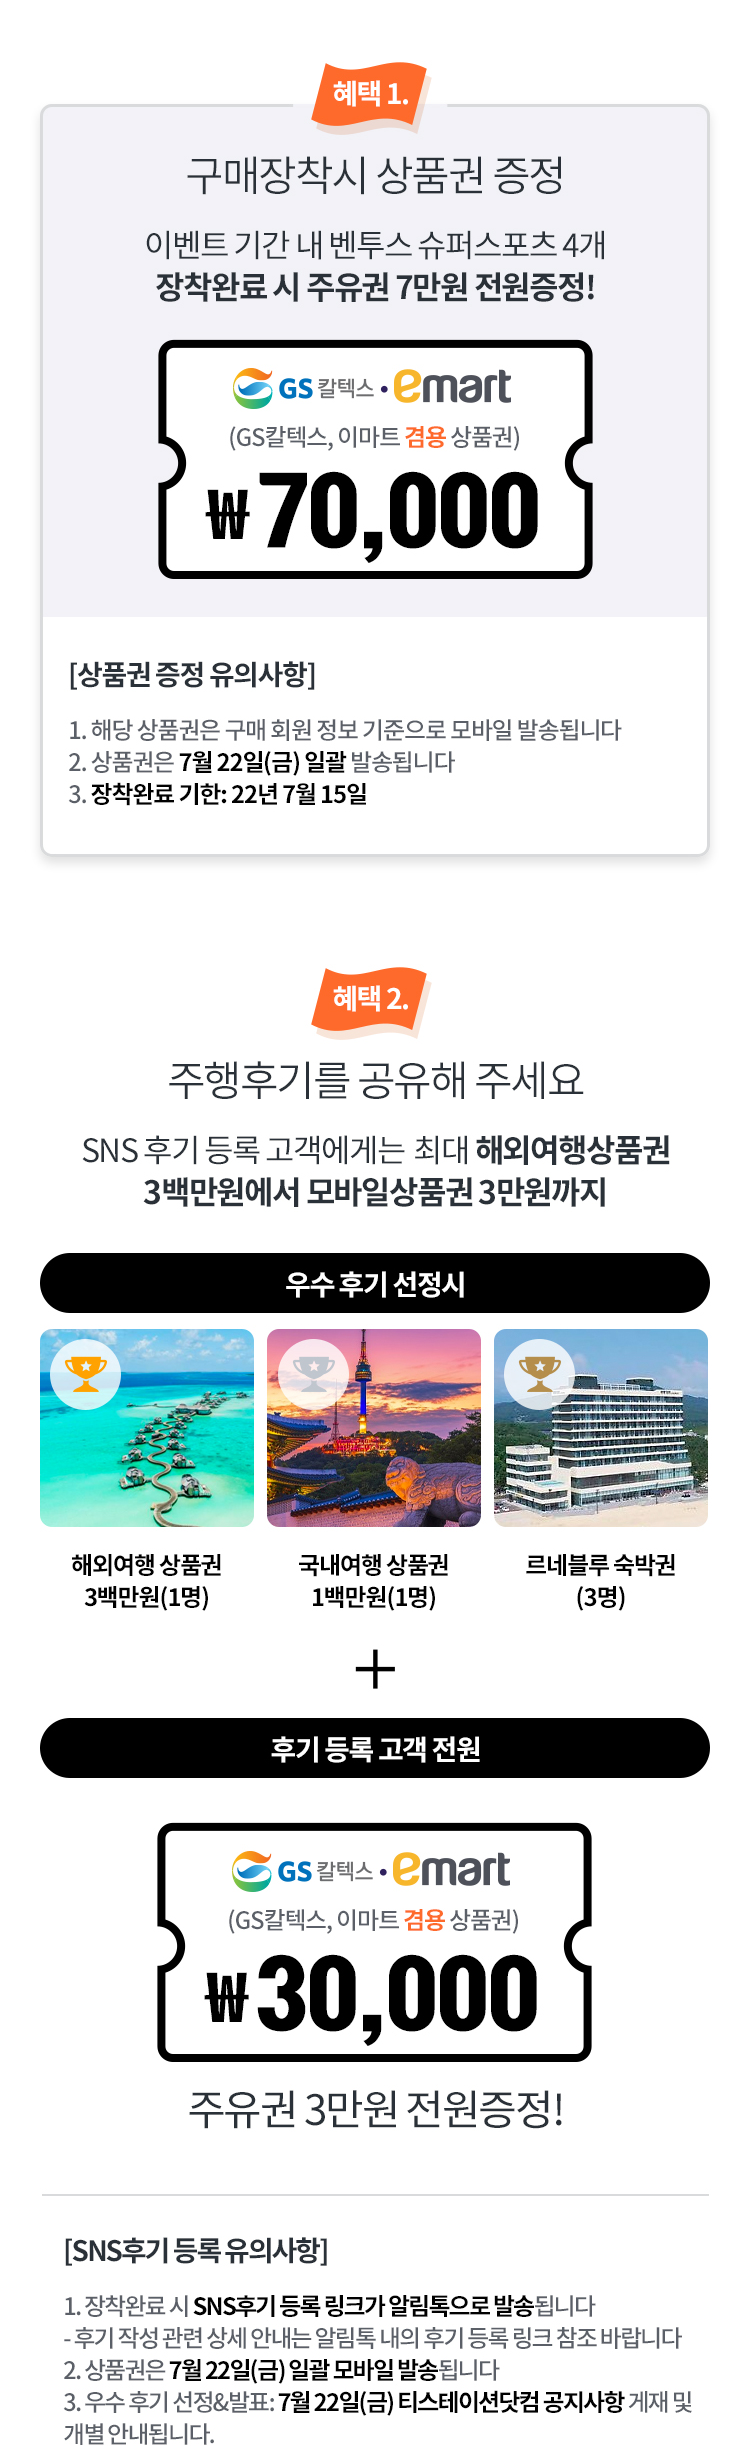 혜택 1.
구매장착시 상품권 증정
이벤트 기간 내 벤투스 슈퍼스포츠 4개
장착완료 시 주유권 7만원 전원증정!
GS 칼텍스 · emart
(GS칼텍스, 이마트 겸용 상품권)
₩70,000
[상품권 증정 유의사항]
1. 해당 상품권은 구매 회원 정보 기준으로 모바일 발송됩니다
2. 상품권은 7월 22일(금) 일괄 발송됩니다
3. 장착완료 기한: 22년 7월 15일
혜택 2.
주행후기를 공유해 주세요
SNS 후기 등록 고객에게는 최대 해외여행상품권
3백만원에서 모바일상품권 3만원까지
우수 후기 선정시
해외여행 상품권 국내여행 상품권 르네블루 숙박권
3백만원(1명) 1백만원(1명) (3명)
+
후기 등록 고객 전원
GS 칼텍스 · emart
(GS칼텍스, 이마트 겸용 상품권)
₩30,000
주유권 3만원 전원증정!
[SNS후기 등록 유의사항]
1. 장착완료 시 SNS후기 등록 링크가 알림톡으로 발송됩니다
- 후기 작성 관련 상세 안내는 알림톡 내의 후기 등록 링크 참조 바랍니다
2. 상품권은 7월 22일(금) 일괄 모바일 발송됩니다
3. 우수 후기 선정&발표: 7월 22일(금) 티스테이션닷컴 공지사항 게재 및
개별 안내됩니다.